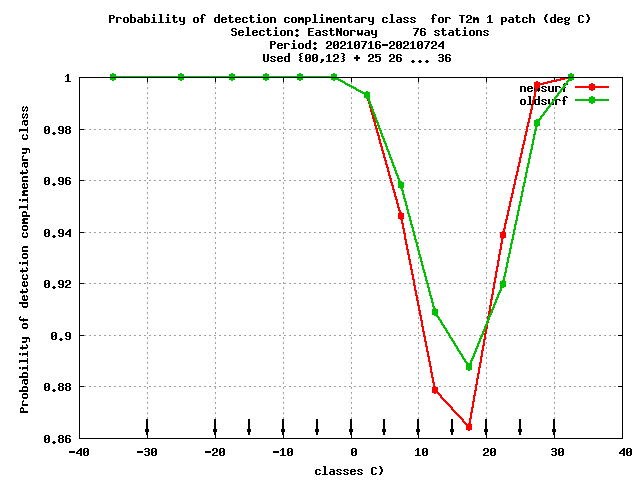 Probability of detection complimentary class  for T2m 1 patch (deg C)
Selection: EastNorway     76 stations
Period: 20210716-20210724
Used {00,12} + 25 26 ... 36
newsurf
oldsurf
Probability of detection complimentary class
1
0,98
0,96
0,94
0,92
0,9
0,88
0,86
-40 -30 -20 -10 0 10 20 30 40
classes C)